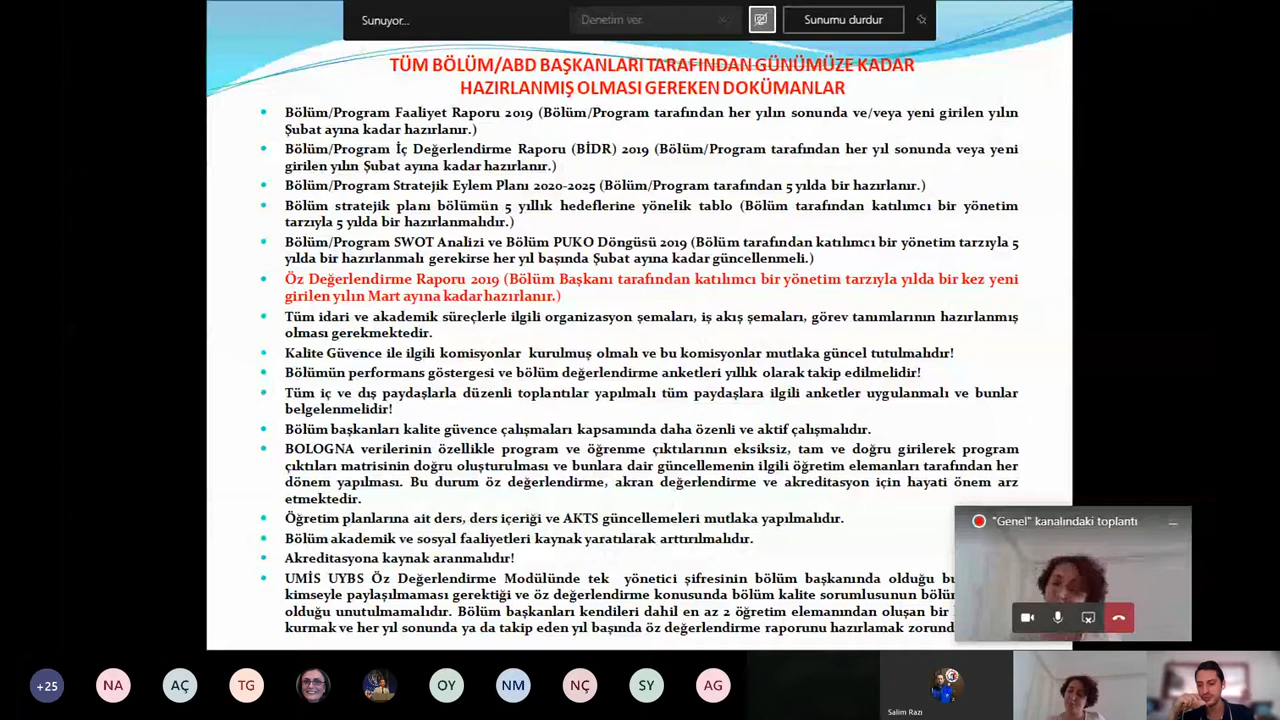 Sunuyor...
Denetim ver
Sunumu durdur
TÜM BÖLÜM/ABD BAŞKANLARI TARAFINDAN GÜNÜMÜZE KADAR
HAZIRLANMIŞ OLMASI GEREKEN DOKÜMANLAR
Bölüm/Program Faaliyet Raporu 2019 (Bölüm/Program tarafından her yılın sonunda ve/veya yeni girilen yılın
Şubat ayına kadar hazırlanır.)
Bölüm/Program İç Değerlendirme Raporu (BİDR) 2019 (Bölüm/Program tarafından her yıl sonunda veya yeni
girilen yılın Şubat ayına kadar hazırlanır.)
Bölüm/Program Stratejik Eylem Planı 2020-2025 (Bölüm/Program tarafından 5 yılda bir hazırlanır.)
Bölüm stratejik planı bölümün 5 yıllık hedeflerine yönelik tablo (Bölüm tarafından katılımcı bir yönetim
tarzıyla 5 yılda bir hazırlanmalıdır.)
Bölüm/Program SWOT Analizi ve Bölüm PUKO Döngüsü 2019 (Bölüm tarafından katılımcı bir yönetim tarzıyla 5
yılda bir hazırlanmalı gerekirse her yıl başında Şubat ayına kadar güncellenmeli.)
Öz Değerlendirme Raporu 2019 (Bölüm Başkanı tarafından katılımcı bir yönetim tarzıyla yılda bir kez yeni
girilen yılın Mart ayına kadar hazırlanır.)
Tüm idari ve akademik süreçlerle ilgili organizasyon şemaları, iş akış şemaları, görev tanımlarının hazırlanmış
olması gerekmektedir.
Kalite Güvence ile ilgili komisyonlar kurulmuş olmalı ve bu komisyonlar mutlaka güncel tutulmalıdır!
Bölümün performans göstergesi ve bölüm değerlendirme anketleri yıllık olarak takip edilmelidir!
Tüm iç ve dış paydaşlarla düzenli toplantılar yapılmalı tüm paydaşlara ilgili anketler uygulanmalı ve bunlar
belgelenmelidir!
Bölüm başkanları kalite güvence çalışmaları kapsamında daha özenli ve aktif çalışmalıdır.
BOLOGNA verilerinin özellikle program ve öğrenme çıktılarının eksiksiz, tam ve doğru girilerek program
çıktıları matrisinin doğru oluşturulması ve bunlara dair güncellemenin ilgili öğretim elemanları tarafından her
dönem yapılması. Bu durum öz değerlendirme, akran değerlendirme ve akreditasyon için hayati önem arz
etmektedir.
Öğretim planlarına ait ders, ders içeriği ve AKTS güncellemeleri mutlaka yapılmalıdır.
Bölüm akademik ve sosyal faaliyetleri kaynak yaratılarak arttırılmalıdır.
Akreditasyona kaynak aranmalıdır!
UMİS UYBS Öz Değerlendirme Modülünde tek yönetici şifresinin bölüm başkanında olduğu bu
kimseyle paylaşılmaması gerektiği ve öz değerlendirme konusunda bölüm kalite sorumlusunun bölüm
olduğu unutulmamalıdır. Bölüm başkanları kendileri dahil en az 2 öğretim elemanından oluşan bir
kurmak ve her yıl sonunda ya da takip eden yıl başında öz değerlendirme raporunu hazırlamak zorund
"Genel" kanalındaki toplantı
+25
NA
AÇ
TG
OY
NM
NÇ
SY
AG
Salim Razı